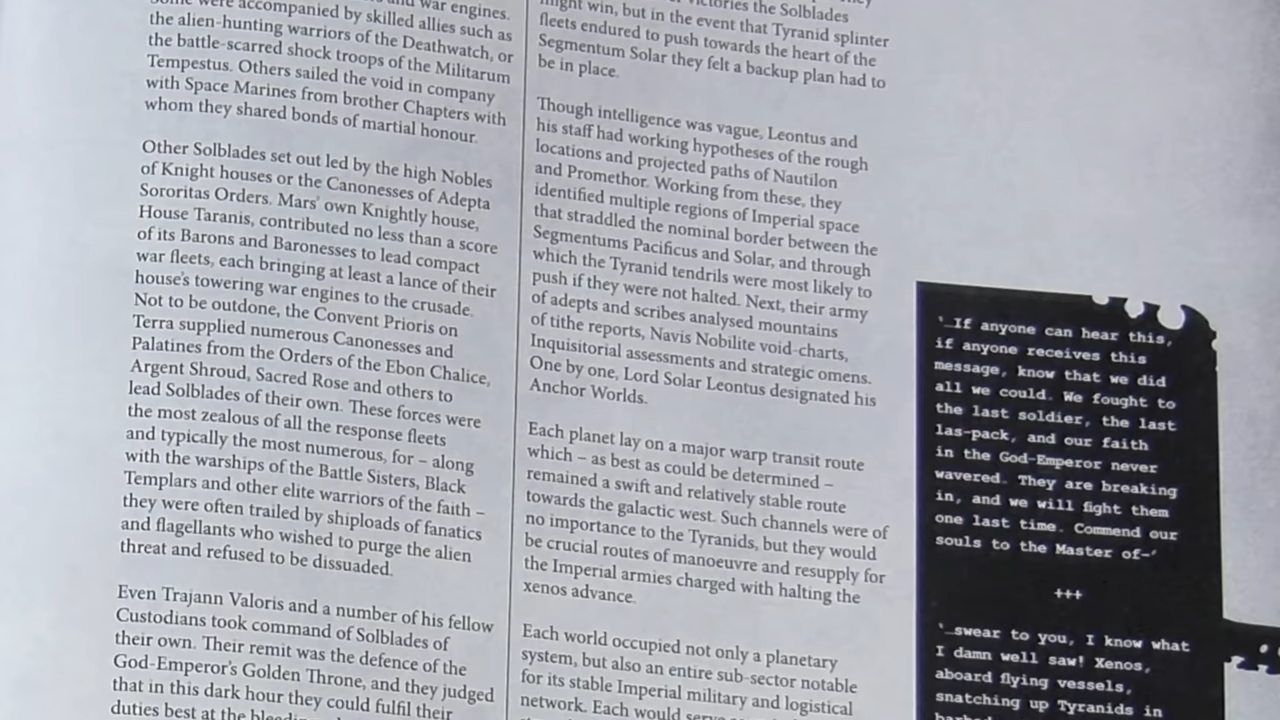 and war engines.
Some were accompanied by skilled allies such as
the alien-hunting warriors of the Deathwatch, or
the battle-scarred shock troops of the Militarum
Tempestus. Others sailed the void in company
with Space Marines from brother Chapters with
whom they shared bonds of martial honour.
Other Solblades set out led by the high Nobles
of Knight houses or the Canonesses of Adepta
Sororitas Orders. Mars' own Knightly house,
House Taranis, contributed no less than a score
of its Barons and Baronesses to lead compact
war fleets, each bringing at least a lance of their
house's towering war engines to the crusade.
Not to be outdone, the Convent Prioris on
Terra supplied numerous Canonesses and
Palatines from the Orders of the Ebon Chalice,
Argent Shroud, Sacred Rose and others to
lead Solblades of their own. These forces were
the most zealous of all the response fleets
and typically the most numerous, for – along
with the warships of the Battle Sisters, Black
Templars and other elite warriors of the faith –
they were often trailed by shiploads of fanatics
and flagellants who wished to purge the alien
threat and refused to be dissuaded.
Even Trajann Valoris and a number of his fellow
Custodians took command of Solblades of
their own. Their remit was the defence of the
God-Emperor's Golden Throne, and they judged
that in this dark hour they could fulfil their
duties best at the
victories the Solblades
might win, but in the event that Tyranid splinter
fleets endured to push towards the heart of the
Segmentum Solar they felt a backup plan had to
be in place.
Though intelligence was vague, Leontus and
his staff had working hypotheses of the rough
locations and projected paths of Nautilon
and Promethor. Working from these, they
identified multiple regions of Imperial space
that straddled the nominal border between the
Segmentums Pacificus and Solar, and through
which the Tyranid tendrils were most likely to
push if they were not halted. Next, their army
of adepts and scribes analysed mountains
of tithe reports, Navis Nobilite void-charts,
Inquisitorial assessments and strategic omens.
One by one, Lord Solar Leontus designated his
Anchor Worlds.
Each planet lay on a major warp transit route
which – as best as could be determined –
remained a swift and relatively stable route
towards the galactic west. Such channels were of
no importance to the Tyranids, but they would
be crucial routes of manoeuvre and resupply for
the Imperial armies charged with halting the
xenos advance.
Each world occupied not only a planetary
system, but also an entire sub-sector notable
for its stable Imperial military and logistical
network. Each would serve
'_If anyone can hear this,
if anyone receives this
message, know that we did
all we could. We fought to
the last soldier, the last
las-pack, and our faith
in the God-Emperor never
wavered. They are breaking
in, and we will fight them
one last time. Commend our
souls to the Master of-'
+++
'_swear to you, I know what
I damn well saw! Xenos,
aboard flying vessels,
snatching up Tyranids in